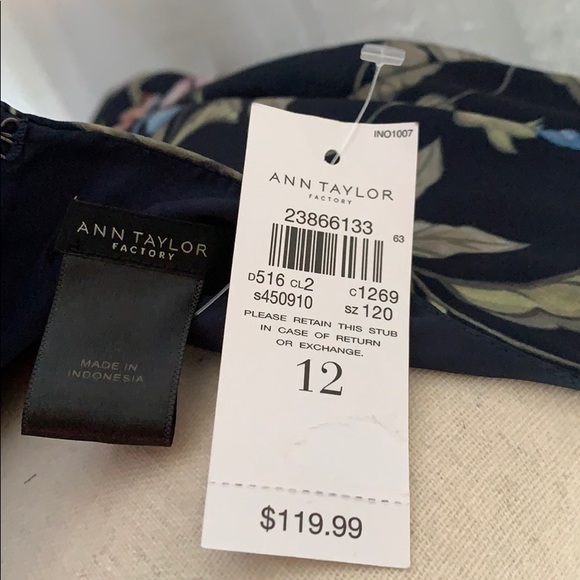 INO1007
ANN TAYLOR
FACTORY
23866133
63
D516 CL2 C1269
S450910 SZ 120
PLEASE RETAIN THIS STUB
IN CASE OF RETURN
OR EXCHANGE.
12
$119.99
ANN TAYLOR
FACTORY
MADE IN
INDONESIA